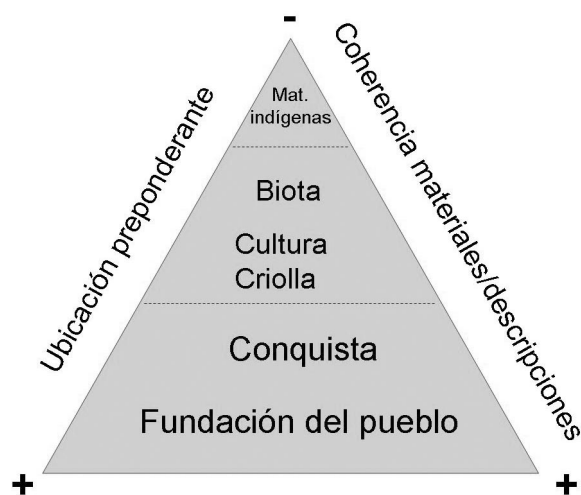 -
Ubicación preponderante
Coherencia materiales/descripciones
Mat.
indígenas
Biota
Cultura
Criolla
Conquista
Fundación del pueblo
+
+